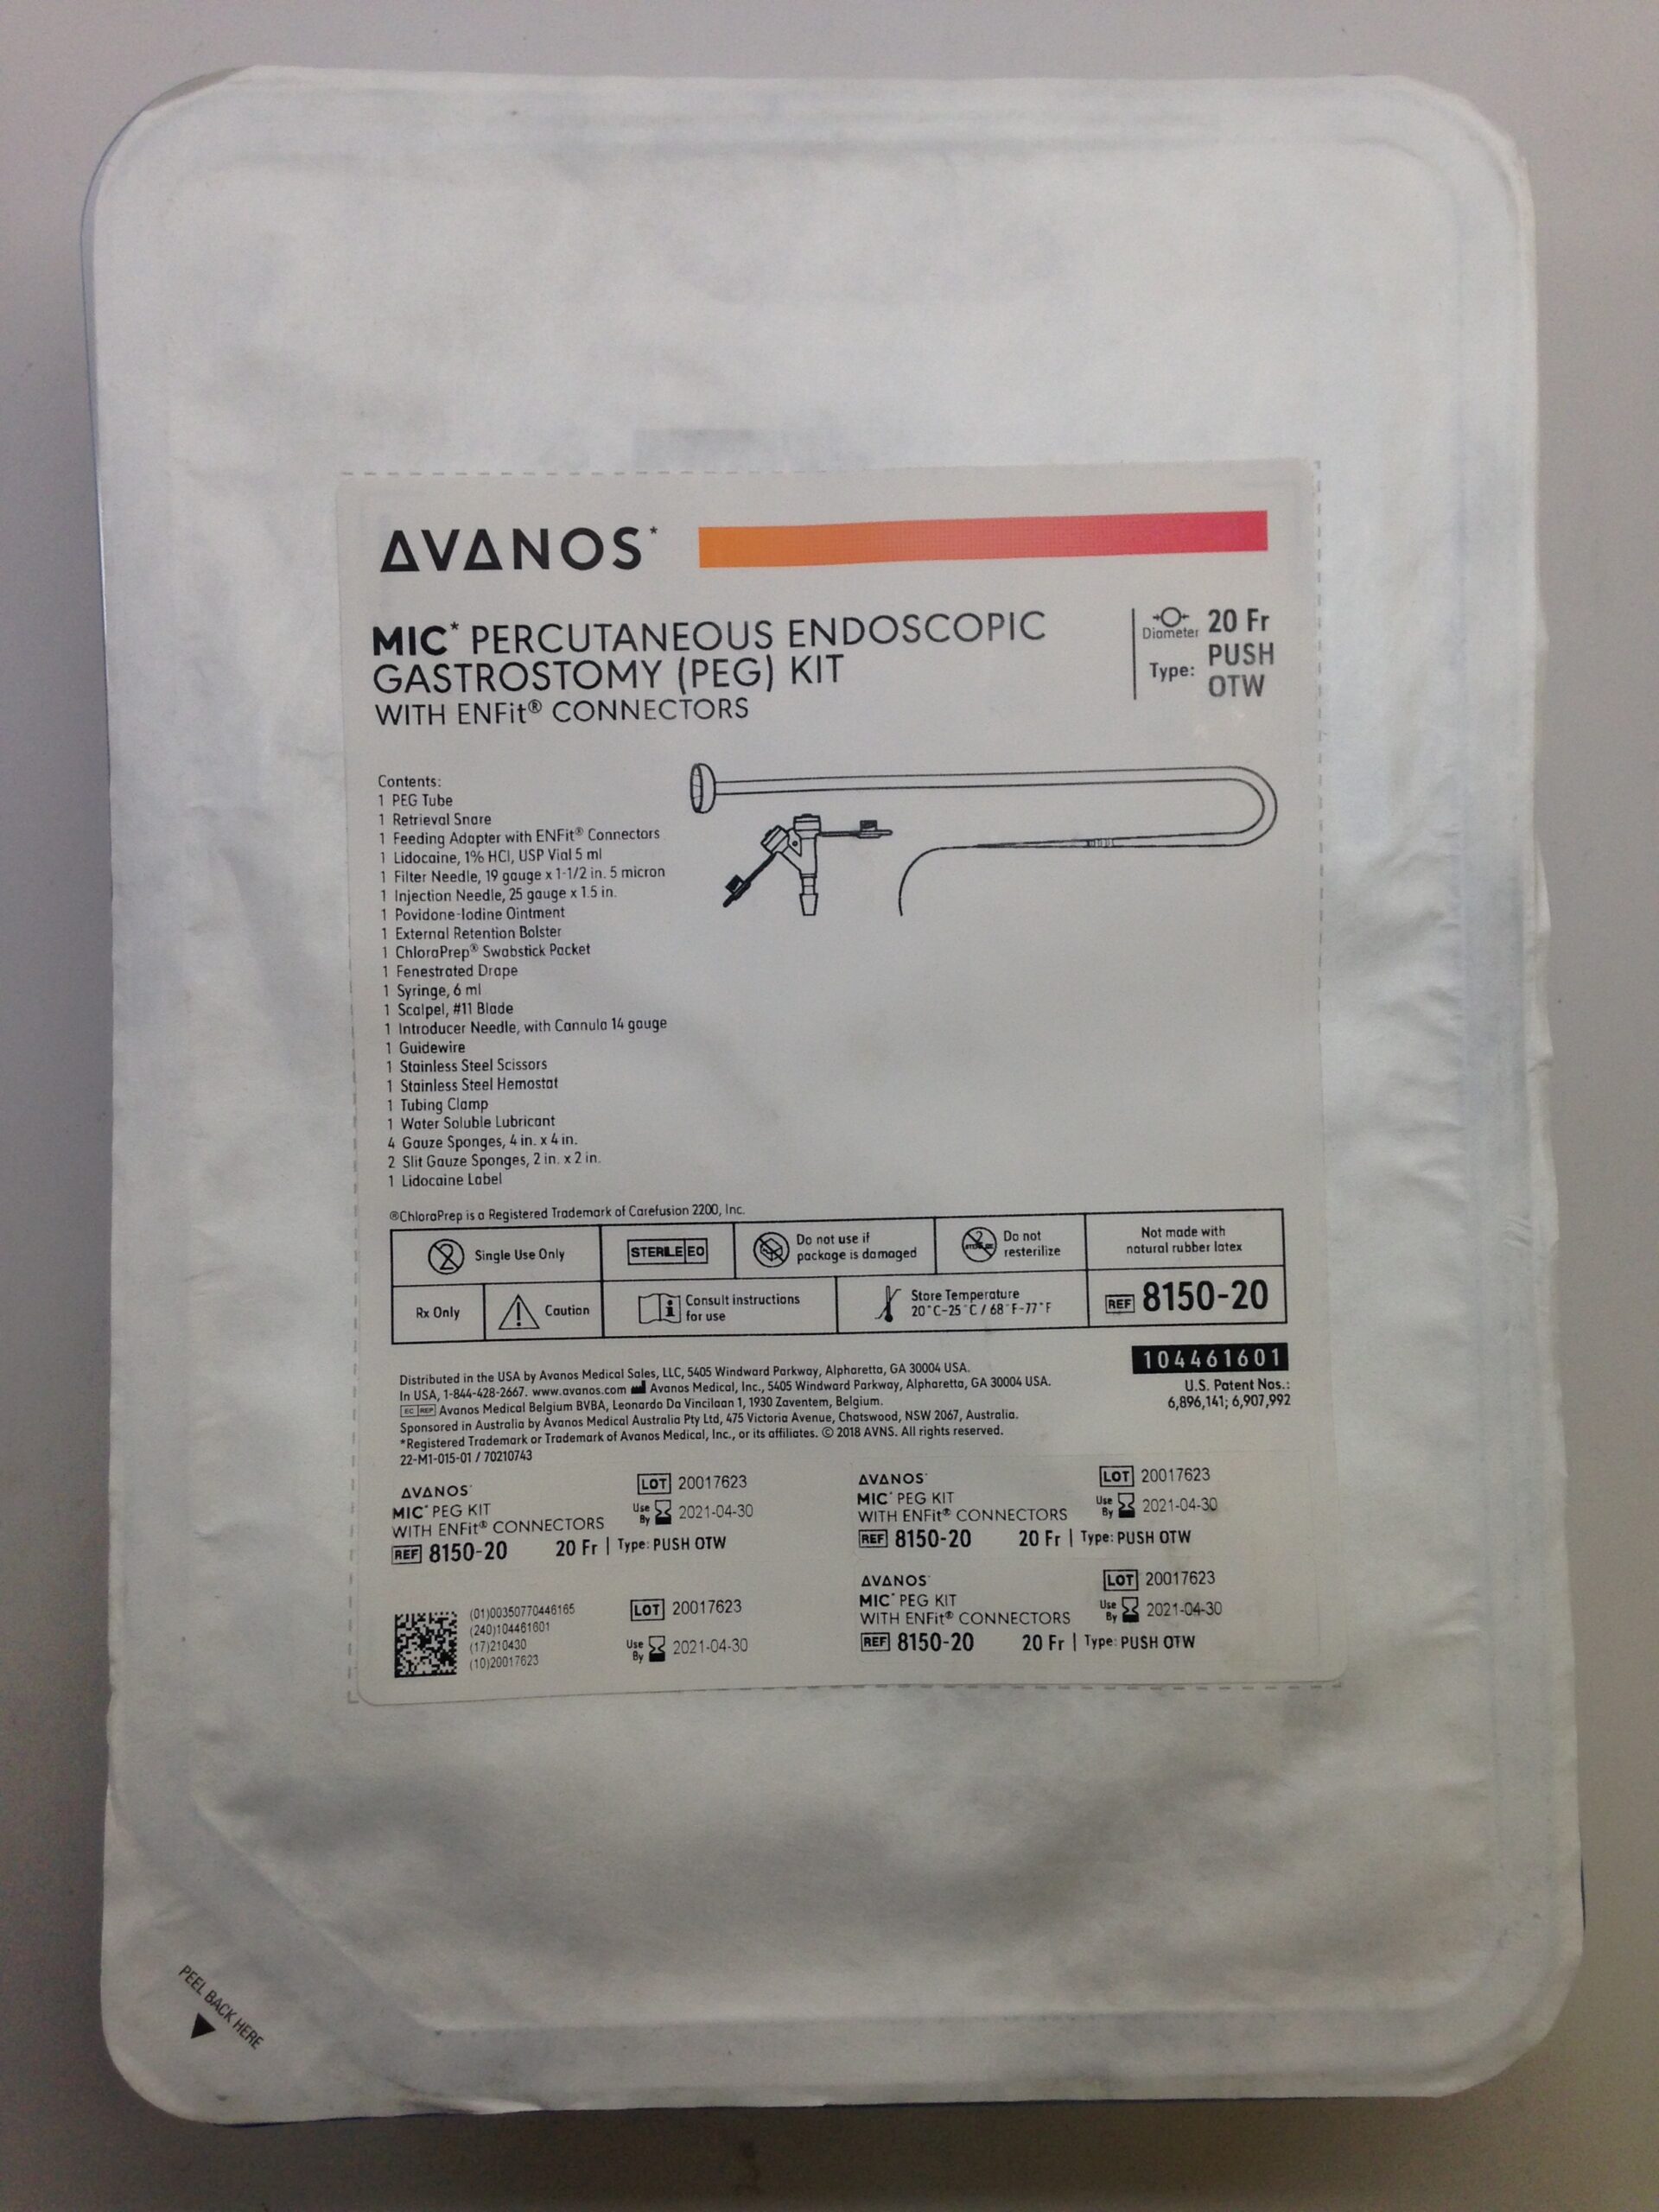 AVANOS*
MIC* PERCUTANEOUS ENDOSCOPIC
GASTROSTOMY (PEG) KIT
WITH ENFit® CONNECTORS
Diameter 20 Fr
Type: PUSH
OTW
Contents:
1 PEG Tube
1 Retrieval Snare
1 Feeding Adapter with ENFit® Connectors
1 Lidocaine, 1% HCl, USP Vial 5 ml
1 Filter Needle, 19 gauge x 1-1/2 in. 5 micron
1 Injection Needle, 25 gauge x 1.5 in.
1 Povidone-Iodine Ointment
1 External Retention Bolster
1 ChloraPrep® Swabstick Packet
1 Fenestrated Drape
1 Syringe, 6 ml
1 Scalpel, #11 Blade
1 Introducer Needle, with Cannula 14 gauge
1 Guidewire
1 Stainless Steel Scissors
1 Stainless Steel Hemostat
1 Tubing Clamp
1 Water Soluble Lubricant
4 Gauze Sponges, 4 in. x 4 in.
2 Slit Gauze Sponges, 2 in. x 2 in.
1 Lidocaine Label
®ChloraPrep is a Registered Trademark of Carefusion 2200, Inc.
2 Single Use Only
STERILE EO
Do not use if
package is damaged
Do not
resterilize
Not made with
natural rubber latex
Rx Only
Caution
Consult instructions
for use
Store Temperature
20°C-25°C / 68°F-77°F
REF 8150-20
104461601
U.S. Patent Nos.:
6,896,141; 6,907,992
Distributed in the USA by Avanos Medical Sales, LLC, 5405 Windward Parkway, Alpharetta, GA 30004 USA.
In USA, 1-844-428-2667. www.avanos.com Avanos Medical, Inc., 5405 Windward Parkway, Alpharetta, GA 30004 USA.
EC REP Avanos Medical Belgium BVBA, Leonardo Da Vincilaan 1, 1930 Zaventem, Belgium.
Sponsored in Australia by Avanos Medical Australia Pty Ltd, 475 Victoria Avenue, Chatswood, NSW 2067, Australia.
*Registered Trademark or Trademark of Avanos Medical, Inc., or its affiliates. © 2018 AVNS. All rights reserved.
22-M1-015-01 / 70210743
AVANOS*
MIC* PEG KIT
WITH ENFit® CONNECTORS
REF 8150-20 20 Fr | Type: PUSH OTW
LOT 20017623
Use By 2021-04-30
AVANOS*
MIC* PEG KIT
WITH ENFit® CONNECTORS
REF 8150-20 20 Fr | Type: PUSH OTW
LOT 20017623
Use By 2021-04-30
(01)00350770446165
(240)104461601
(17)210430
(10)20017623
LOT 20017623
Use By 2021-04-30
AVANOS*
MIC* PEG KIT
WITH ENFit® CONNECTORS
REF 8150-20 20 Fr | Type: PUSH OTW
LOT 20017623
Use By 2021-04-30
PEEL BACK HERE